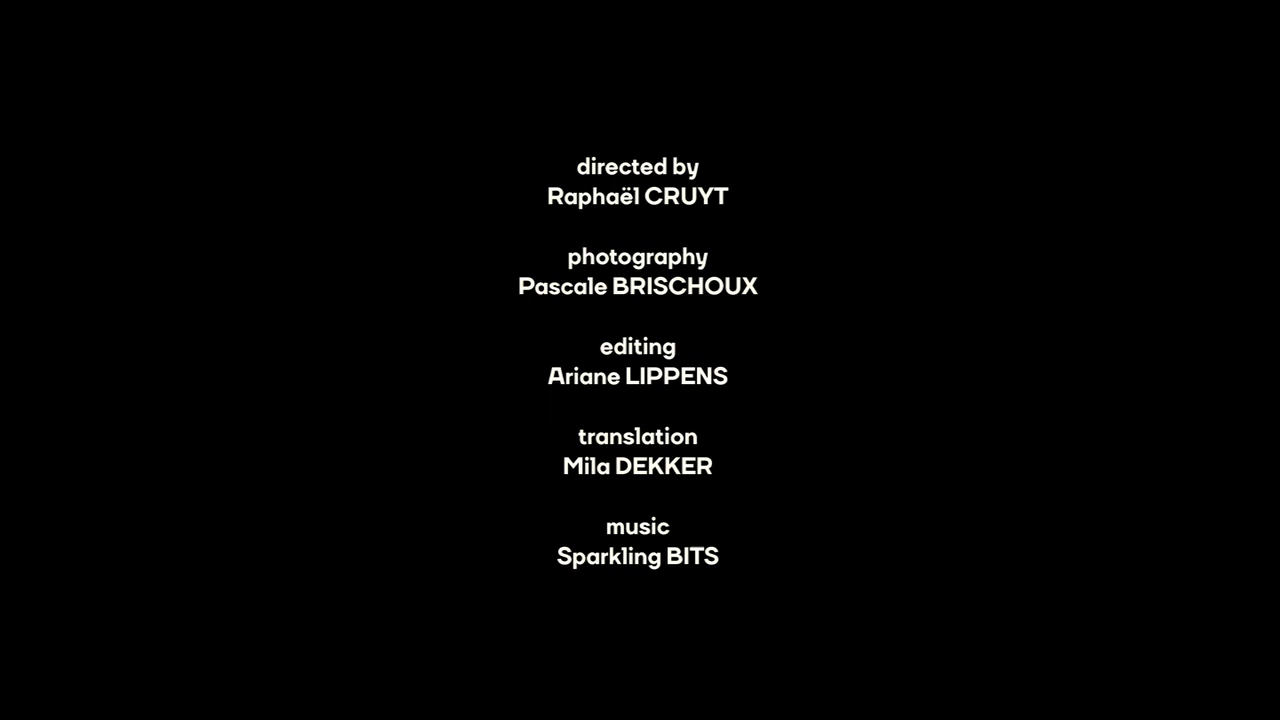 directed by
Raphaël CRUYT
photography
Pascale BRISCHOUX
editing
Ariane LIPPENS
translation
Mila DEKKER
music
Sparkling BITS